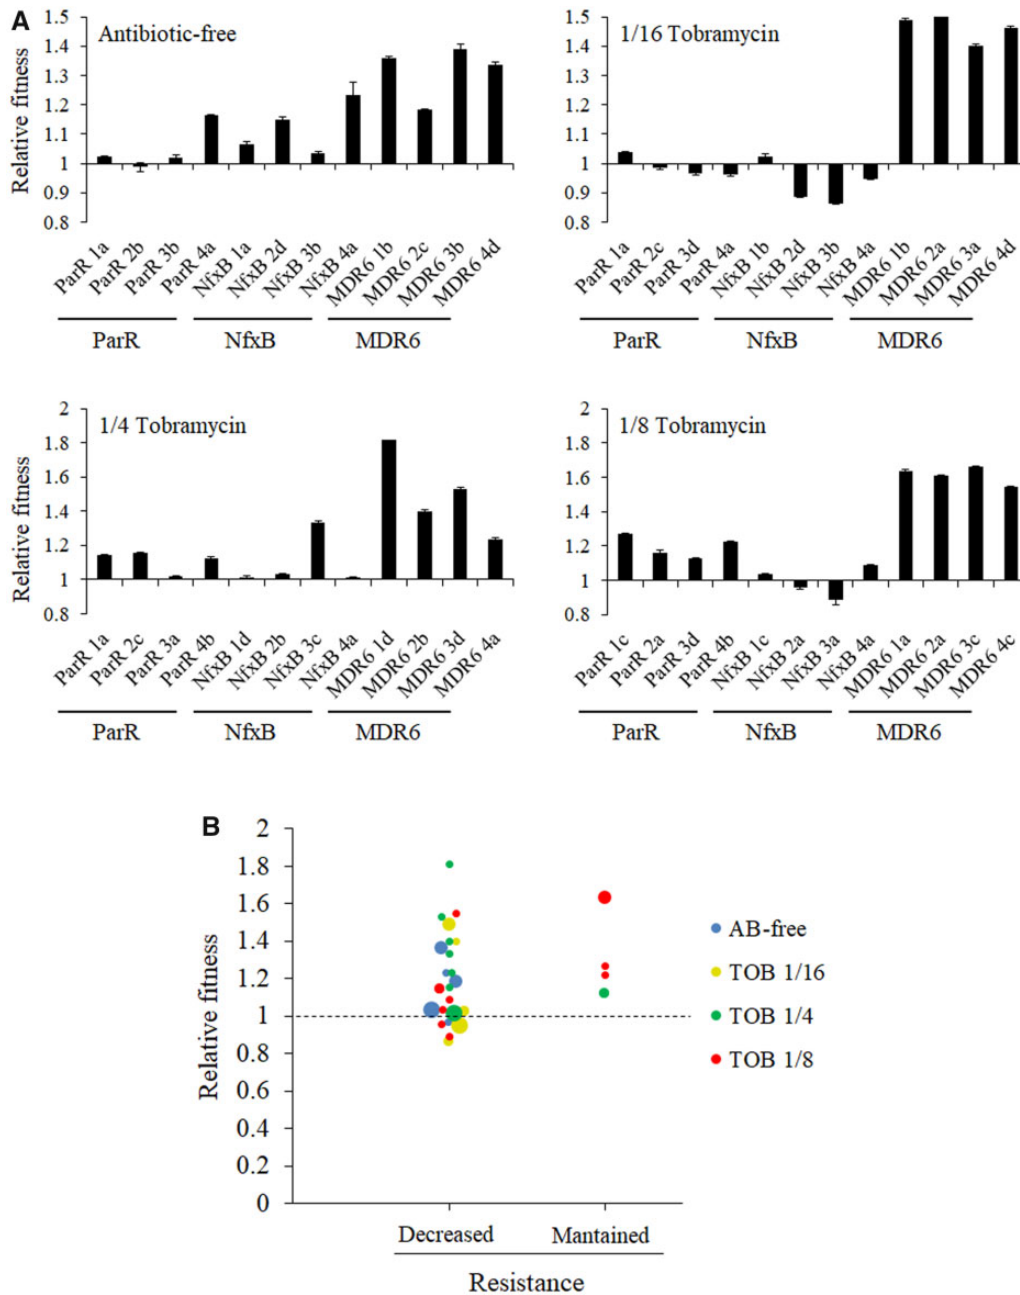 A
Antibiotic-free
Relative fitness
1.5
1.4
1.3
1.2
1.1
1
0.9
0.8
ParR 1a
ParR 2b
ParR 3b
ParR 4a
NfxB 1a
NfxB 2d
NfxB 3b
NfxB 4a
MDR6 1b
MDR6 2c
MDR6 3b
MDR6 4d
ParR
NfxB
MDR6
1/16 Tobramycin
Relative fitness
1.5
1.4
1.3
1.2
1.1
1
0.9
0.8
ParR 1a
ParR 2c
ParR 3d
ParR 4a
NfxB 1b
NfxB 2d
NfxB 3b
NfxB 4a
MDR6 1b
MDR6 2a
MDR6 3a
MDR6 4d
ParR
NfxB
MDR6
1/4 Tobramycin
Relative fitness
2
1.8
1.6
1.4
1.2
1
0.8
ParR 1a
ParR 2c
ParR 3a
ParR 4b
NfxB 1d
NfxB 2b
NfxB 3c
NfxB 4a
MDR6 1d
MDR6 2b
MDR6 3d
MDR6 4a
ParR
NfxB
MDR6
1/8 Tobramycin
Relative fitness
2
1.8
1.6
1.4
1.2
1
0.8
ParR 1c
ParR 2a
ParR 3d
ParR 4b
NfxB 1c
NfxB 2a
NfxB 3a
NfxB 4a
MDR6 1a
MDR6 2a
MDR6 3c
MDR6 4c
ParR
NfxB
MDR6
B
Relative fitness
2
1.8
1.6
1.4
1.2
1
0.8
0.6
0.4
0.2
0
AB-free
TOB 1/16
TOB 1/4
TOB 1/8
Decreased
Mantained
Resistance